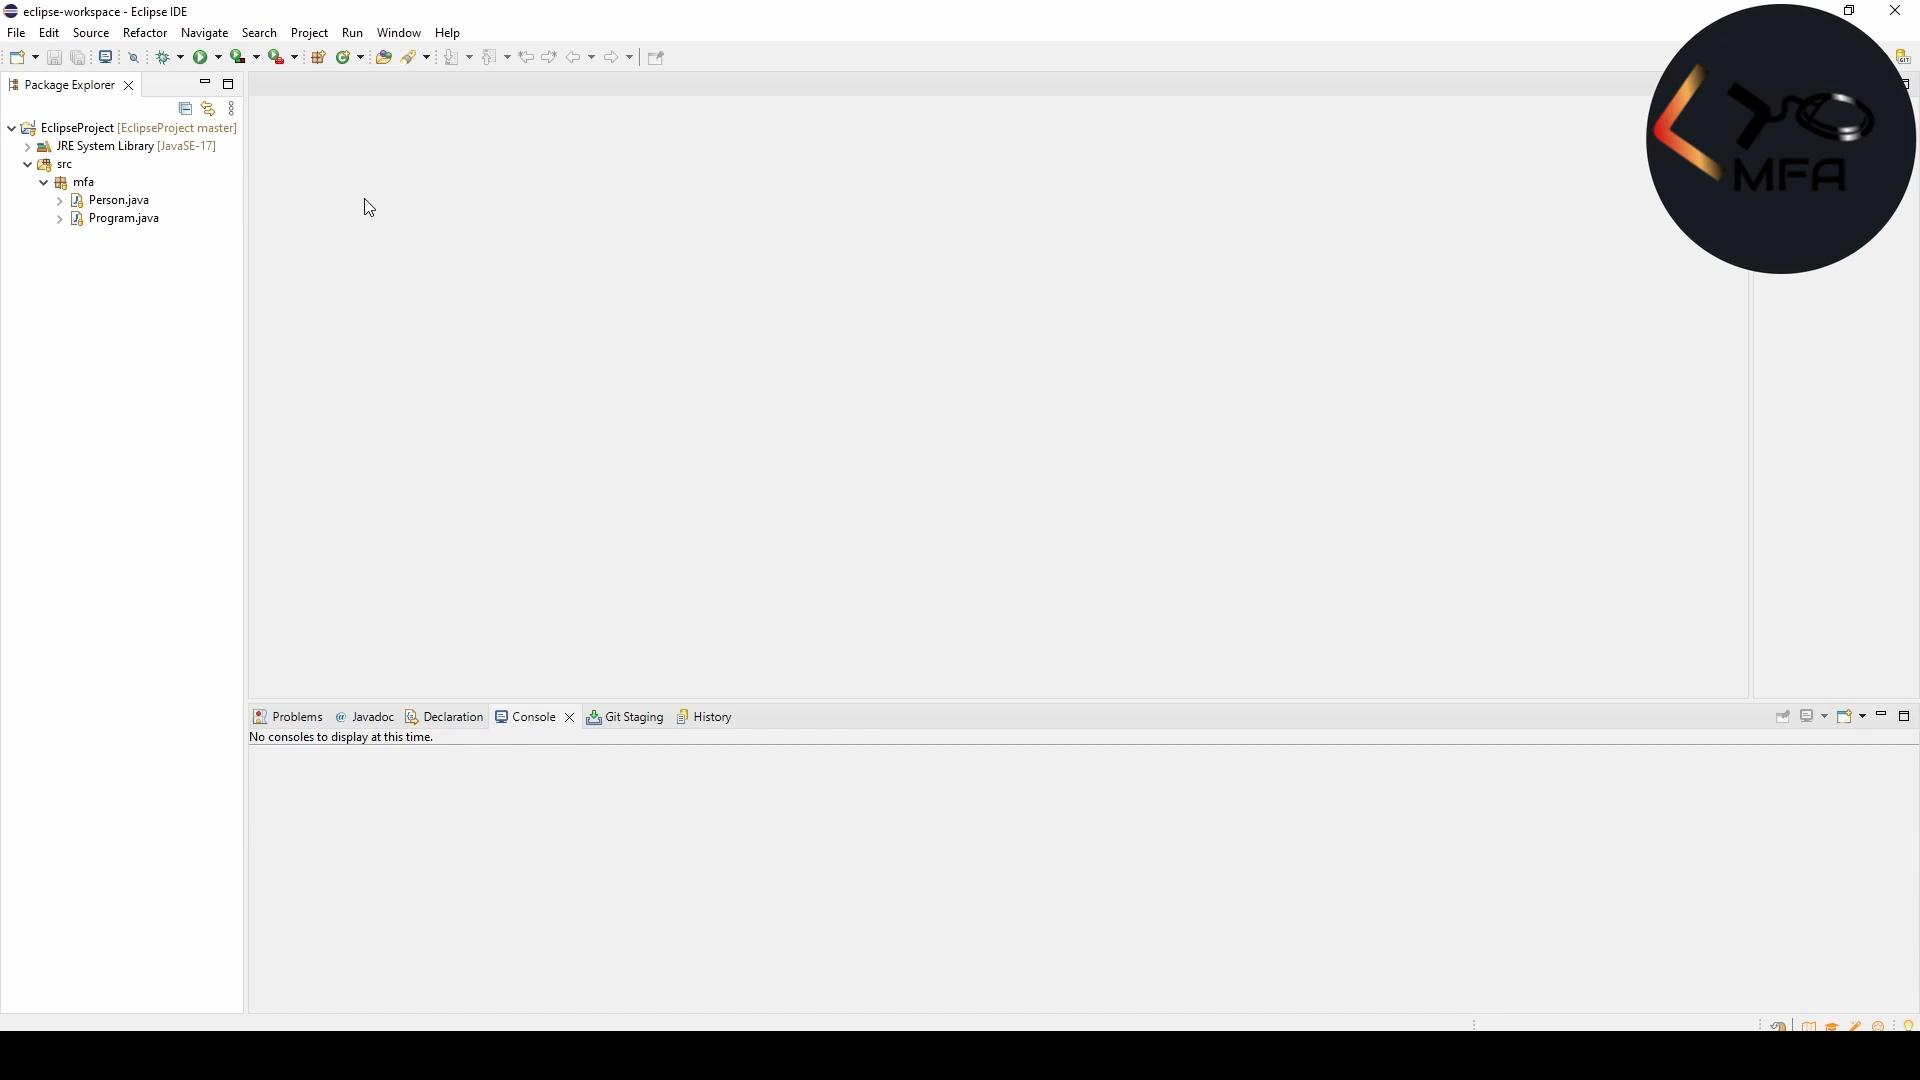 eclipse-workspace - Eclipse IDE
File Edit Source Refactor Navigate Search Project Run Window Help
Package Explorer
EclipseProject [EclipseProject master]
JRE System Library [JavaSE-17]
src
mfa
Person.java
Program.java
MFA
Problems @ Javadoc Declaration Console Git Staging History
No consoles to display at this time.